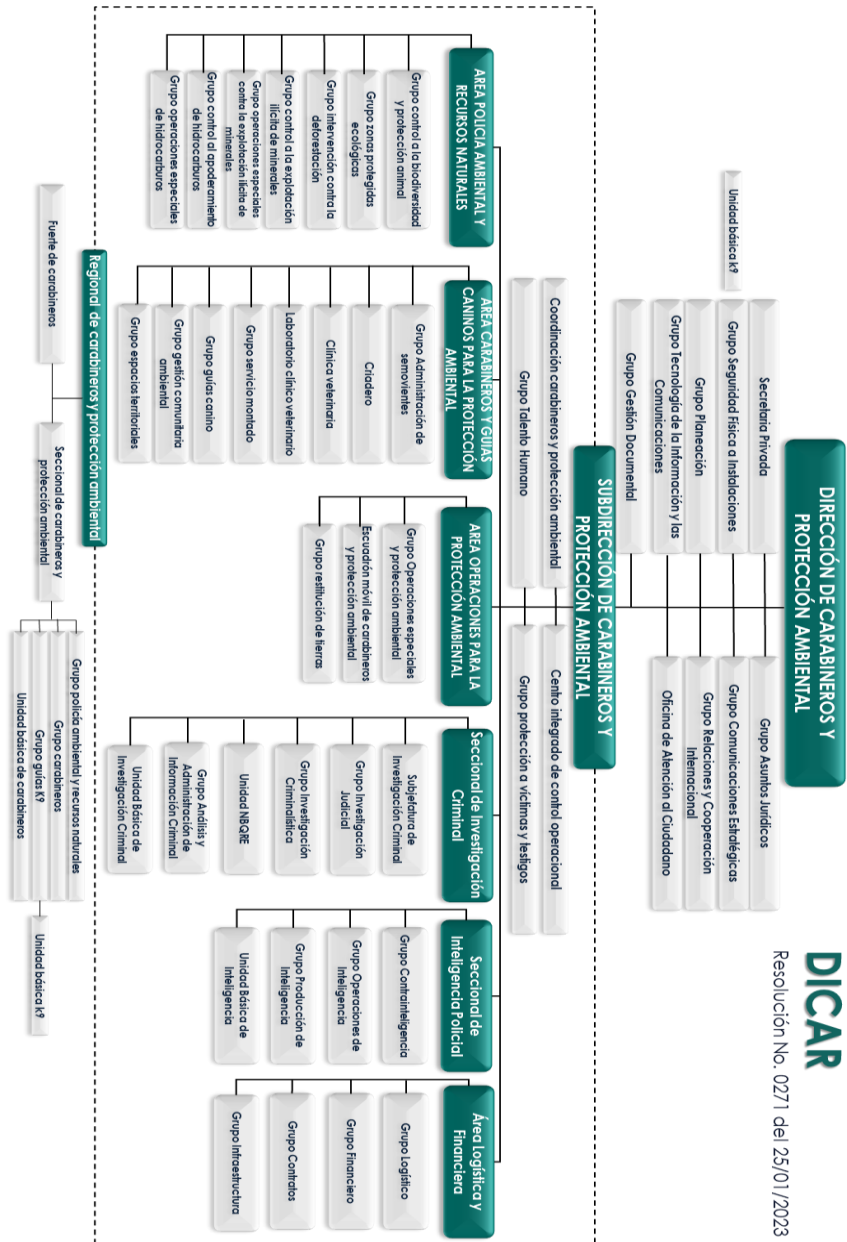 DICAR
Resolución No. 0271 del 25/01/2023
DIRECCIÓN DE CARABINEROS Y
PROTECCION AMBIENTAL
Secretaria Privada
Grupo Seguridad Física a Instalaciones
Unidad básica k9
Grupo Planeación
Grupo Tecnología de la Información y las
Comunicaciones
Grupo Gestión Documental
Grupo Asuntos Jurídicos
Grupo Comunicaciones Estratégicas
Grupo Relaciones y Cooperación
Internacional
Oficina de Atención al Ciudadano
SUBDIRECCIÓN DE CARABINEROS Y
PROTECCIÓN AMBIENTAL
Coordinación carabineros y protección ambiental
Grupo Talento Humano
Centro integrado de control operacional
Grupo protección a victimas y testigos
AREA POLICIA AMBIENTAL Y
RECURSOS NATURALES
Grupo control a la biodiversidad
y protección animal
Grupo zonas protegidas
ecológicas
Grupo intervención contra la
deforestación
Grupo control a la explotación
ilícita de minerales
Grupo operaciones especiales
contra la explotación ilícita de
minerales
Grupo control al apoderamiento
de hidrocarburos
Grupo operaciones especiales
de hidrocarburos
AREA CARABINEROS Y GUIAS
CANINOS PARA LA PROTECCIÓN
AMBIENTAL
Grupo Administración de
semovientes
Criadero
Clínica veterinaria
Laboratorio clínico veterinario
Grupo servicio montado
Grupo guías canino
Grupo gestión comunitaria
ambiental
Grupo espacios territoriales
AREA OPERACIONES PARA LA
PROTECCIÓN AMBIENTAL
Grupo Operaciones especiales
y protección ambiental
Escuadrón móvil de carabineros
y protección ambiental
Grupo restitución de tierras
Seccional de Investigación
Criminal
Subjefatura de
Investigación Criminal
Grupo Investigación
Judicial
Grupo Investigación
Criminalística
Unidad NBQRE
Grupo Análisis y
Administración de
Información Criminal
Unidad Básica de
Investigación Criminal
Seccional de
Inteligencia Policial
Grupo Contrainteligencia
Grupo Operaciones de
Inteligencia
Grupo Producción de
Inteligencia
Unidad Básica de
Inteligencia
Área Logística y
Financiera
Grupo Logístico
Grupo Financiero
Grupo Contratos
Grupo Infraestructura
Regional de carabineros y protección ambiental
Fuerte de carabineros
Seccional de carabineros y
protección ambiental
Grupo policía ambiental y recursos naturales
Grupo carabineros
Grupo guías K9
Unidad básica de carabineros
Unidad básica k9